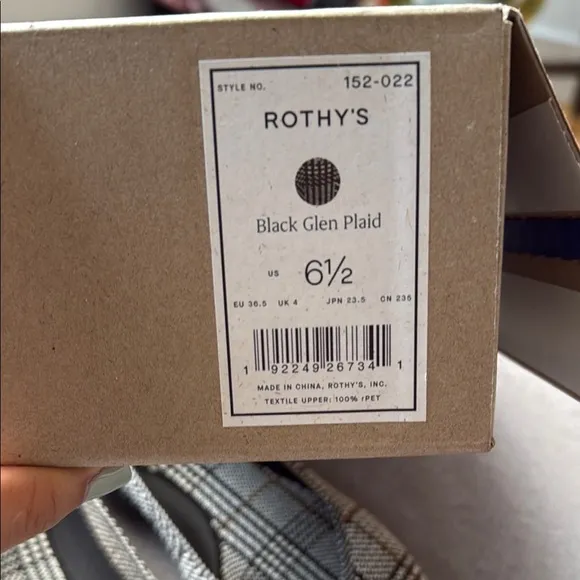 STYLE NO. 152-022
ROTHY'S
Black Glen Plaid
US 6½
EU 36.5 UK 4 JPN 23.5 CN 235
1 92249 26734 1
MADE IN CHINA, ROTHY'S, INC.
TEXTILE UPPER: 100% rPET